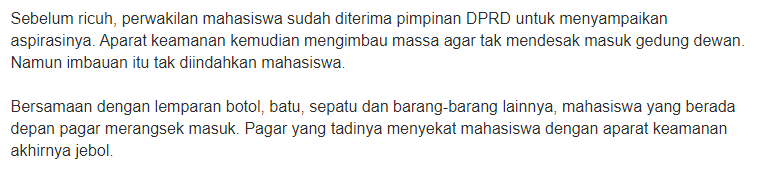 Sebelum ricuh, perwakilan mahasiswa sudah diterima pimpinan DPRD untuk menyampaikan
aspirasinya. Aparat keamanan kemudian mengimbau massa agar tak mendesak masuk gedung dewan.
Namun imbauan itu tak diindahkan mahasiswa.
Bersamaan dengan lemparan botol, batu, sepatu dan barang-barang lainnya, mahasiswa yang berada
depan pagar merangsek masuk. Pagar yang tadinya menyekat mahasiswa dengan aparat keamanan
akhirnya jebol.